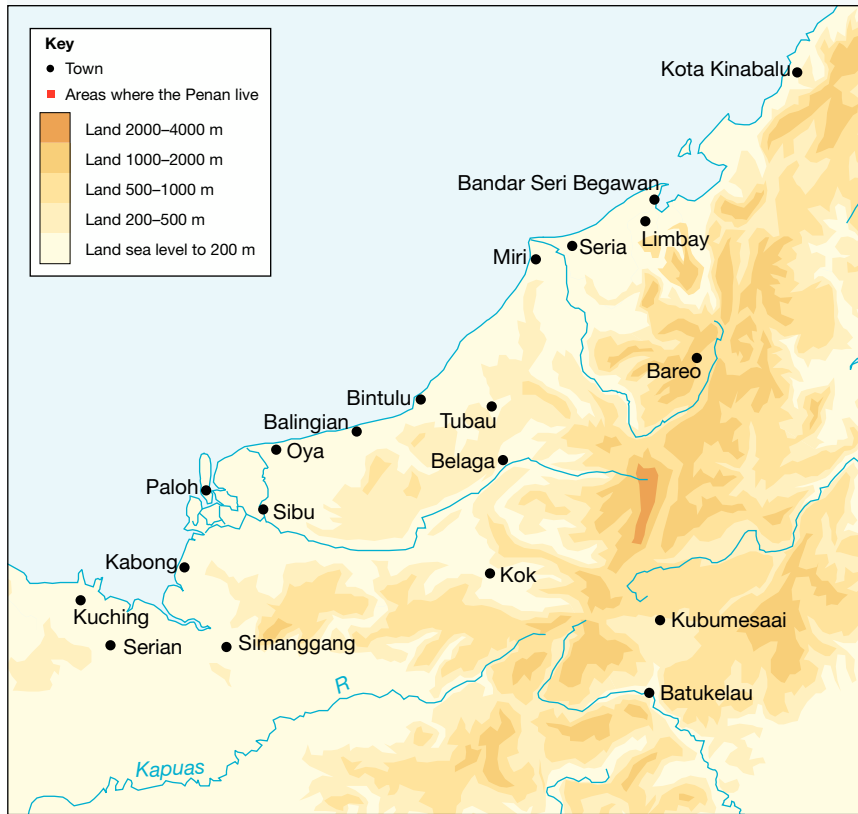 Key
Town
Areas where the Penan live
Land 2000–4000 m
Land 1000–2000 m
Land 500–1000 m
Land 200–500 m
Land sea level to 200 m
Kota Kinabalu
Bandar Seri Begawan
Limbay
Seria
Miri
Bareo
Bintulu
Tubau
Balingian
Oya
Belaga
Paloh
Sibu
Kabong
Kok
Kuching
Kubumesaai
Serian
Simanggang
R
Batukelau
Kapuas